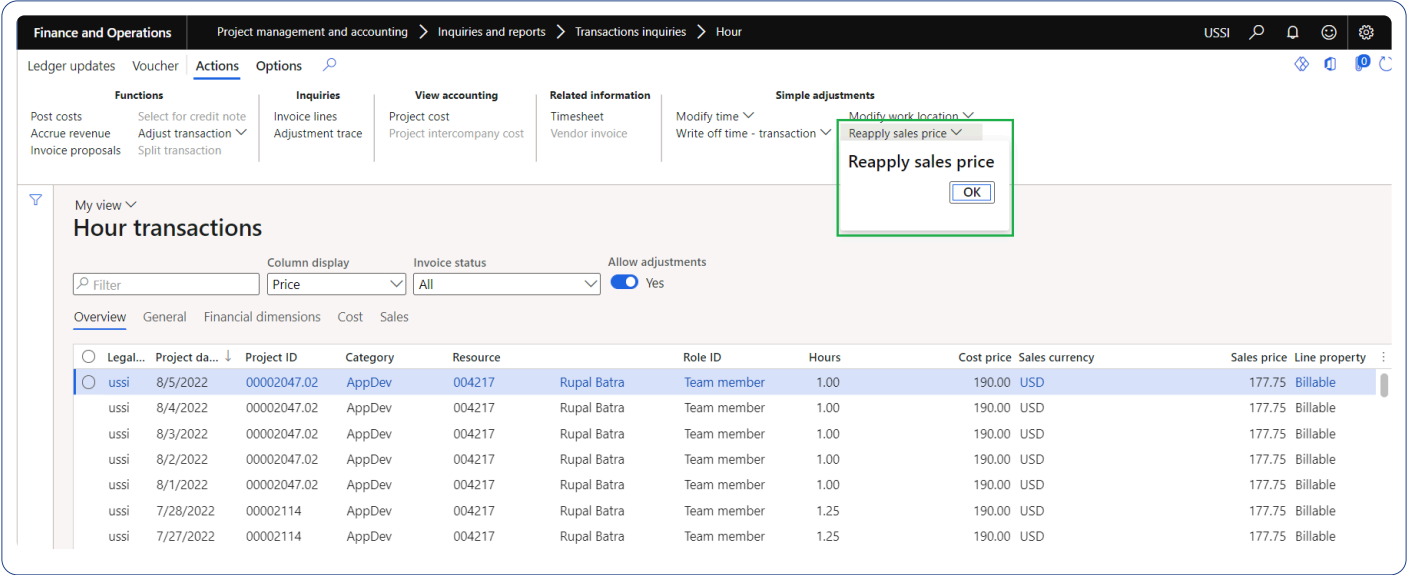 Finance and Operations Project management and accounting Inquiries and reports Transactions inquiries Hour USSI
Ledger updates Voucher Actions Options 0
Functions Inquiries View accounting Related information Simple adjustments
Post costs Select for credit note Invoice lines Project cost Timesheet Modify time Modify work location
Accrue revenue Adjust transaction Adjustment trace Project intercompany cost Vendor invoice Write off time - transaction Reapply sales price
Invoice proposals Split transaction
Reapply sales price
OK
My view
Hour transactions
Column display Invoice status Allow adjustments
Filter Price All Yes
Overview General Financial dimensions Cost Sales
Legal... Project da... Project ID Category Resource Role ID Hours Cost price Sales currency Sales price Line property
ussi 8/5/2022 00002047.02 AppDev 004217 Rupal Batra Team member 1.00 190.00 USD 177.75 Billable
ussi 8/4/2022 00002047.02 AppDev 004217 Rupal Batra Team member 1.00 190.00 USD 177.75 Billable
ussi 8/3/2022 00002047.02 AppDev 004217 Rupal Batra Team member 1.00 190.00 USD 177.75 Billable
ussi 8/2/2022 00002047.02 AppDev 004217 Rupal Batra Team member 1.00 190.00 USD 177.75 Billable
ussi 8/1/2022 00002047.02 AppDev 004217 Rupal Batra Team member 1.00 190.00 USD 177.75 Billable
ussi 7/28/2022 00002114 AppDev 004217 Rupal Batra Team member 1.25 190.00 USD 177.75 Billable
ussi 7/27/2022 00002114 AppDev 004217 Rupal Batra Team member 1.25 190.00 USD 177.75 Billable